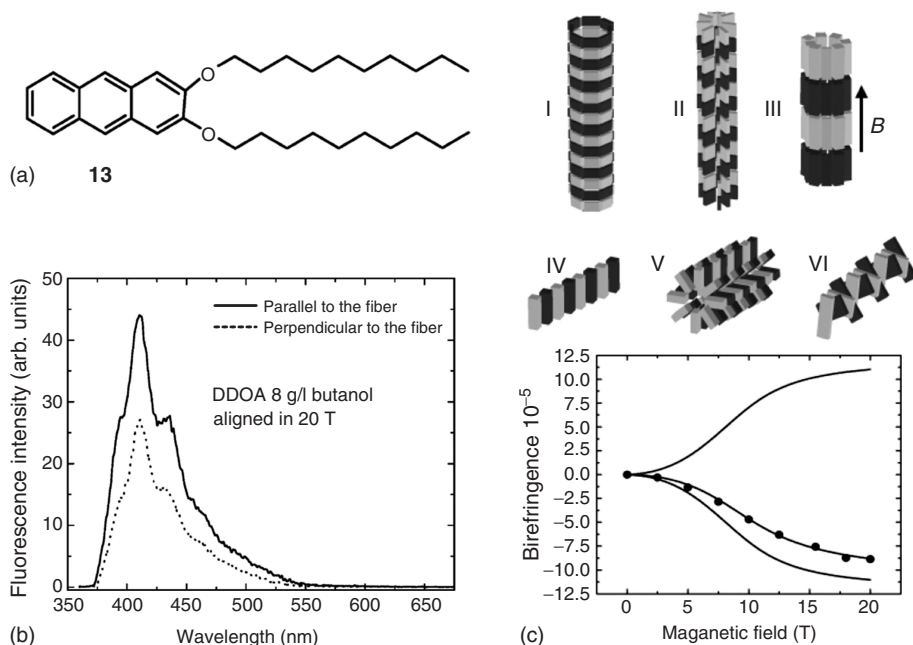 O
O
(a)
13
I
II
III
B
IV
V
VI
50
40
30
20
10
0
Fluorescence intensity (arb. units)
Parallel to the fiber
Perpendicular to the fiber
DDOA 8 g/l butanol
aligned in 20 T
350 400 450 500 550 600 650
(b)
Wavelength (nm)
12.5
10.0
7.5
5.0
2.5
0.0
−2.5
−5.0
−7.5
−10.0
−12.5
Birefringence 10⁻⁵
0 5 10 15 20
(c)
Maganetic field (T)